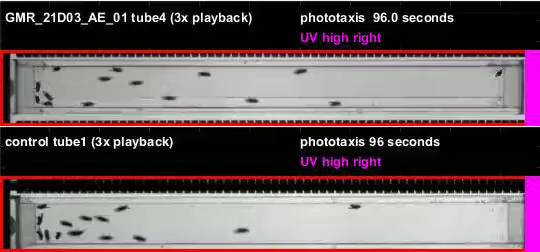 GMR_21D03_AE_01 tube4 (3x playback) phototaxis 96.0 seconds
UV high right
control tube1 (3x playback) phototaxis 96 seconds
UV high right